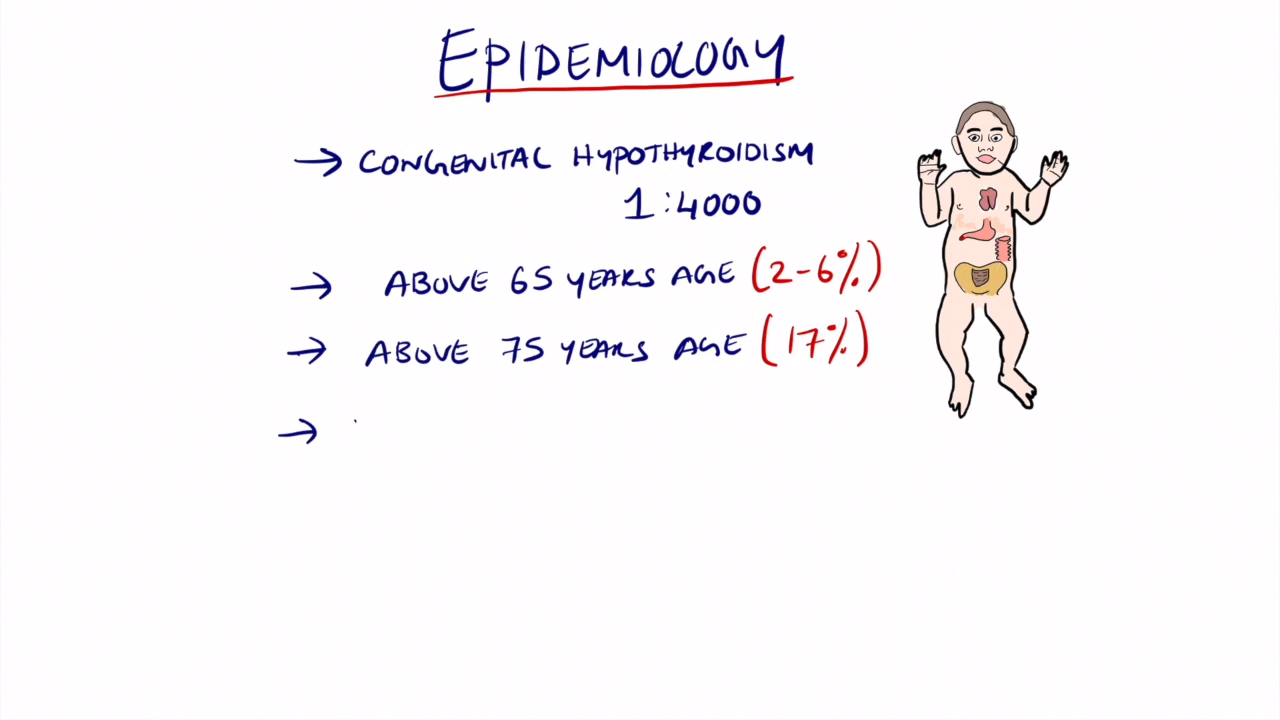 EPIDEMIOLOGY
→ CONGENITAL HYPOTHYROIDISM
1:4000
→ ABOVE 65 YEARS AGE (2-6%)
→ ABOVE 75 YEARS AGE (17%)
→